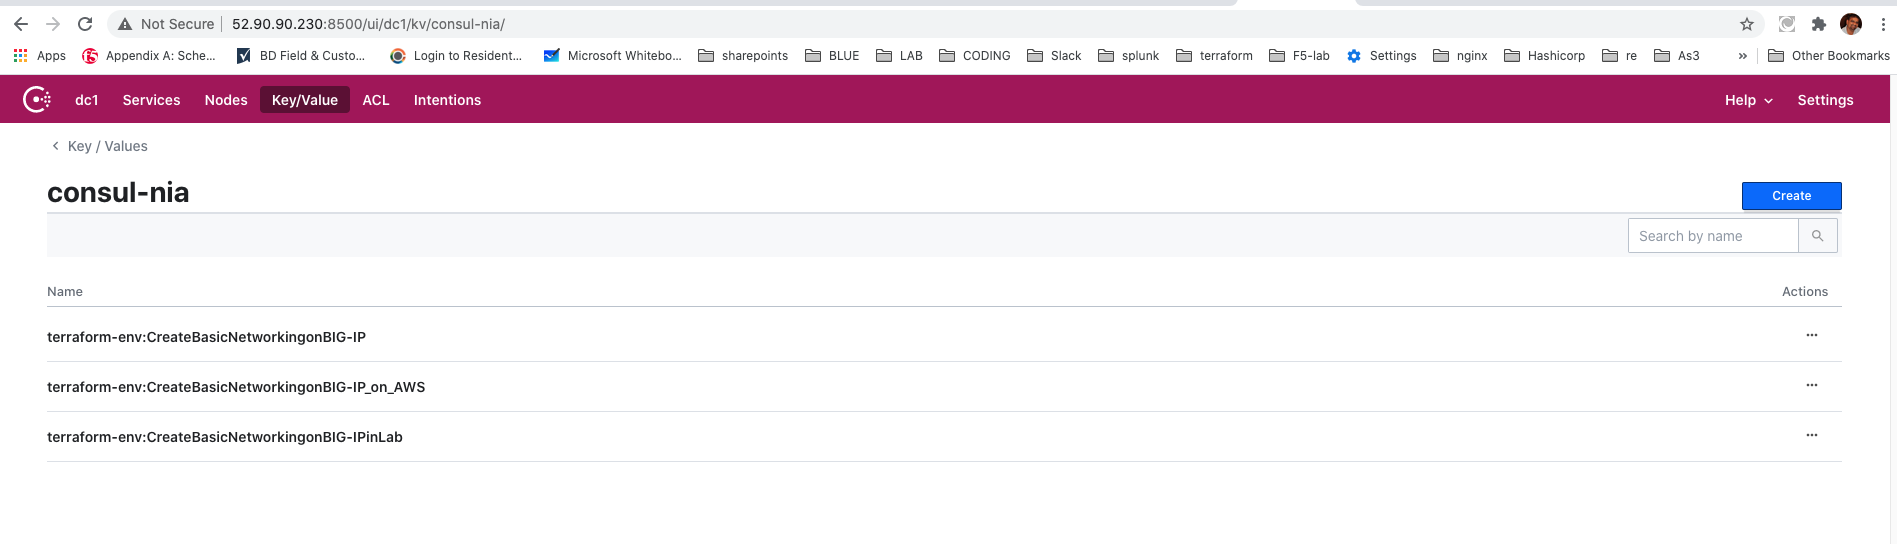 Not Secure 52.90.90.230:8500/ui/dc1/kv/consul-nia/
Apps Appendix A: Sche... BD Field & Custo... Login to Resident... Microsoft Whitebo... sharepoints BLUE LAB CODING Slack splunk terraform F5-lab Settings nginx Hashicorp re As3 » Other Bookmarks
dc1 Services Nodes Key/Value ACL Intentions Help Settings
Key / Values
consul-nia
Create
Search by name
Name Actions
terraform-env:CreateBasicNetworkingonBIG-IP
terraform-env:CreateBasicNetworkingonBIG-IP_on_AWS
terraform-env:CreateBasicNetworkingonBIG-IPinLab